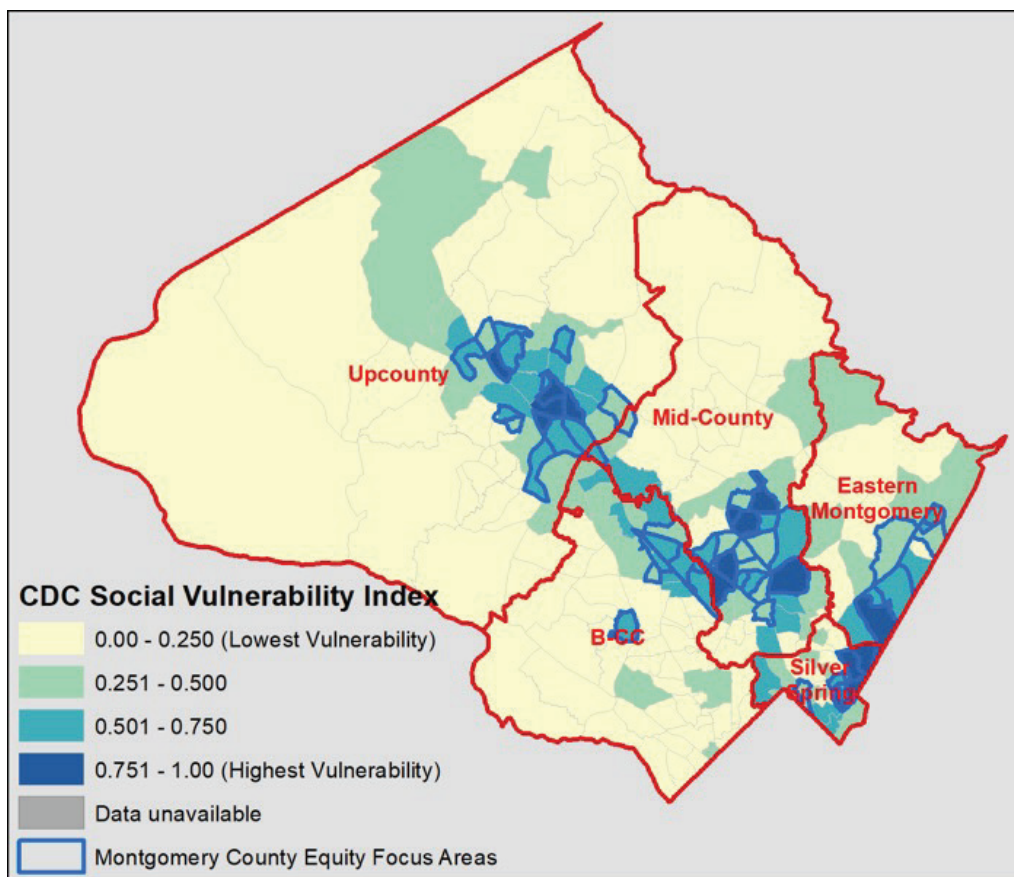 Upcounty
Mid-County
Eastern
Montgomery
B-CC
Silver
Spring
CDC Social Vulnerability Index
0.00 - 0.250 (Lowest Vulnerability)
0.251 - 0.500
0.501 - 0.750
0.751 - 1.00 (Highest Vulnerability)
Data unavailable
Montgomery County Equity Focus Areas